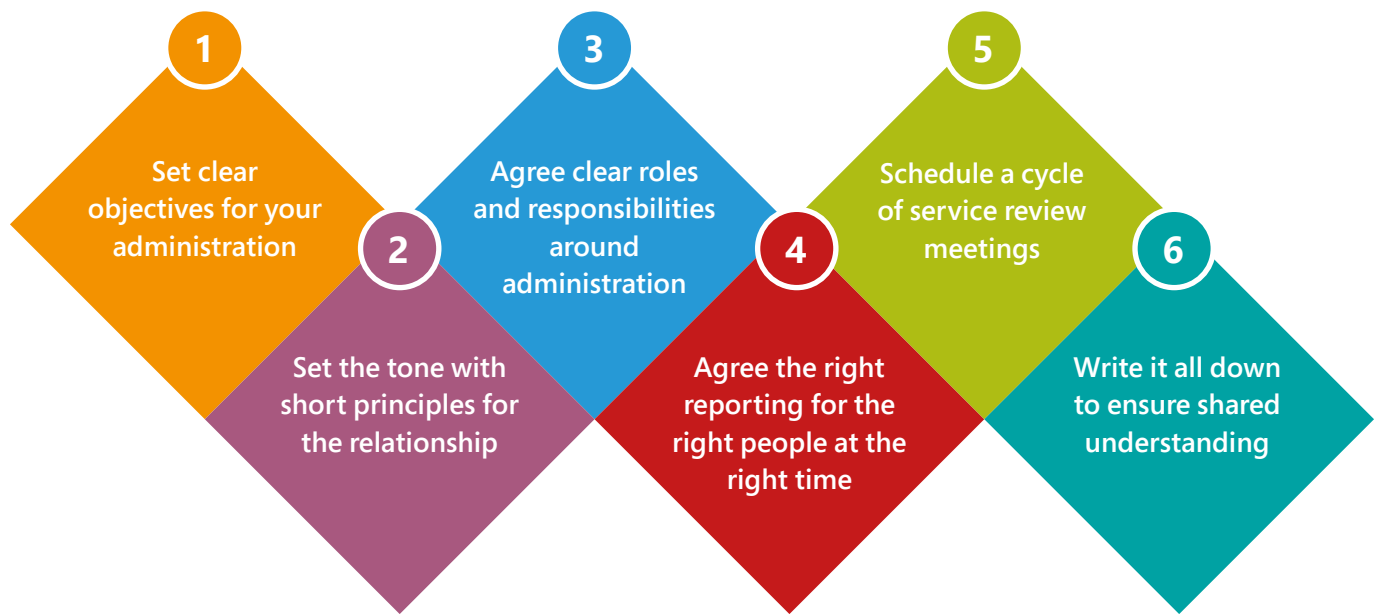 1
Set clear
objectives for your
administration
2
Set the tone with
short principles for
the relationship
3
Agree clear roles
and responsibilities
around
administration
4
Agree the right
reporting for the
right people at the
right time
5
Schedule a cycle
of service review
meetings
6
Write it all down
to ensure shared
understanding